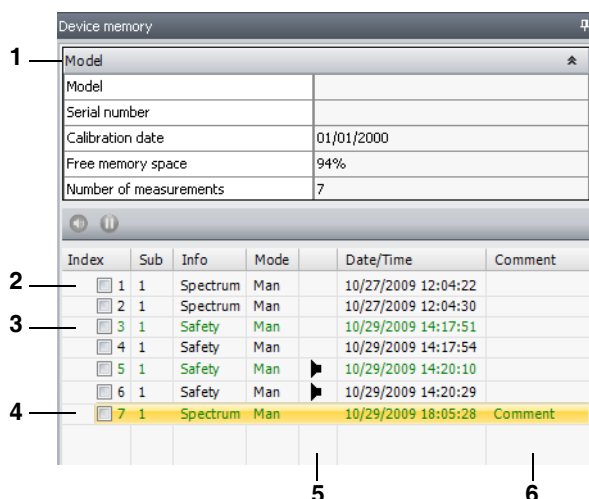 Device memory
1
Model
Model
Serial number
Calibration date 01/01/2000
Free memory space 94%
Number of measurements 7
Index Sub Info Mode Date/Time Comment
2
1 1 Spectrum Man 10/27/2009 12:04:22
2 1 Spectrum Man 10/27/2009 12:04:30
3
3 1 Safety Man 10/29/2009 14:17:51
4 1 Safety Man 10/29/2009 14:17:54
5 1 Safety Man 10/29/2009 14:20:10
6 1 Safety Man 10/29/2009 14:20:29
4
7 1 Spectrum Man 10/29/2009 18:05:28 Comment
5 6